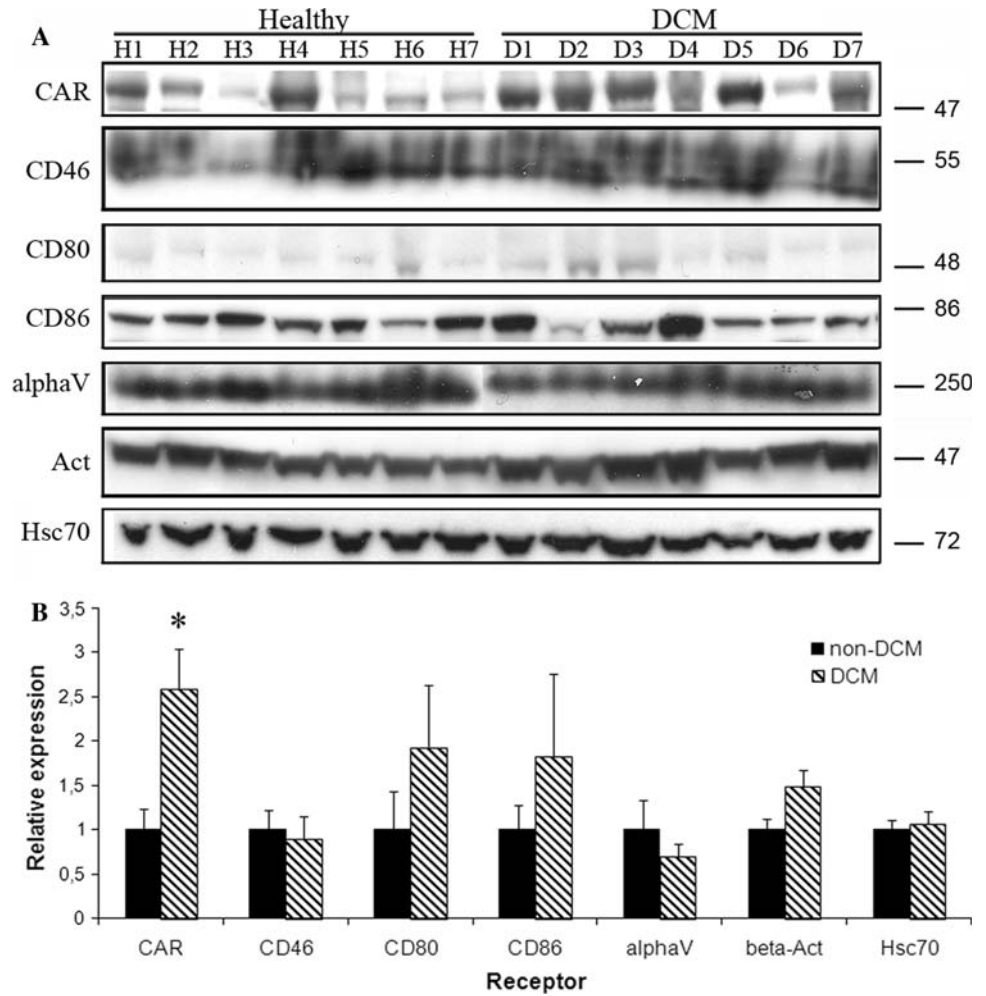 A
Healthy DCM
H1 H2 H3 H4 H5 H6 H7 D1 D2 D3 D4 D5 D6 D7
CAR 47
CD46 55
CD80 48
CD86 86
alphaV 250
Act 47
Hsc70 72
B
3,5
3
2,5
2
1,5
1
0,5
0
Relative expression
*
non-DCM
DCM
CAR CD46 CD80 CD86 alphaV beta-Act Hsc70
Receptor